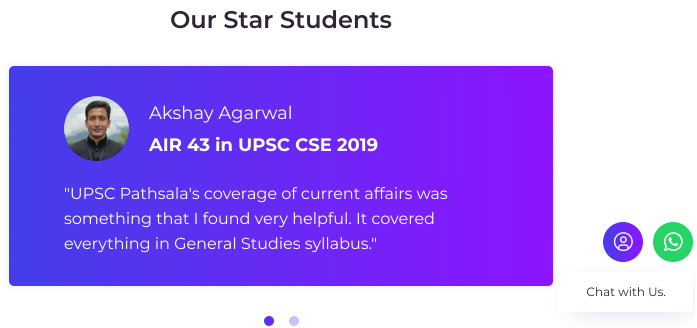 Our Star Students
Akshay Agarwal
AIR 43 in UPSC CSE 2019
"UPSC Pathsala's coverage of current affairs was
something that I found very helpful. It covered
everything in General Studies syllabus."
Chat with Us.